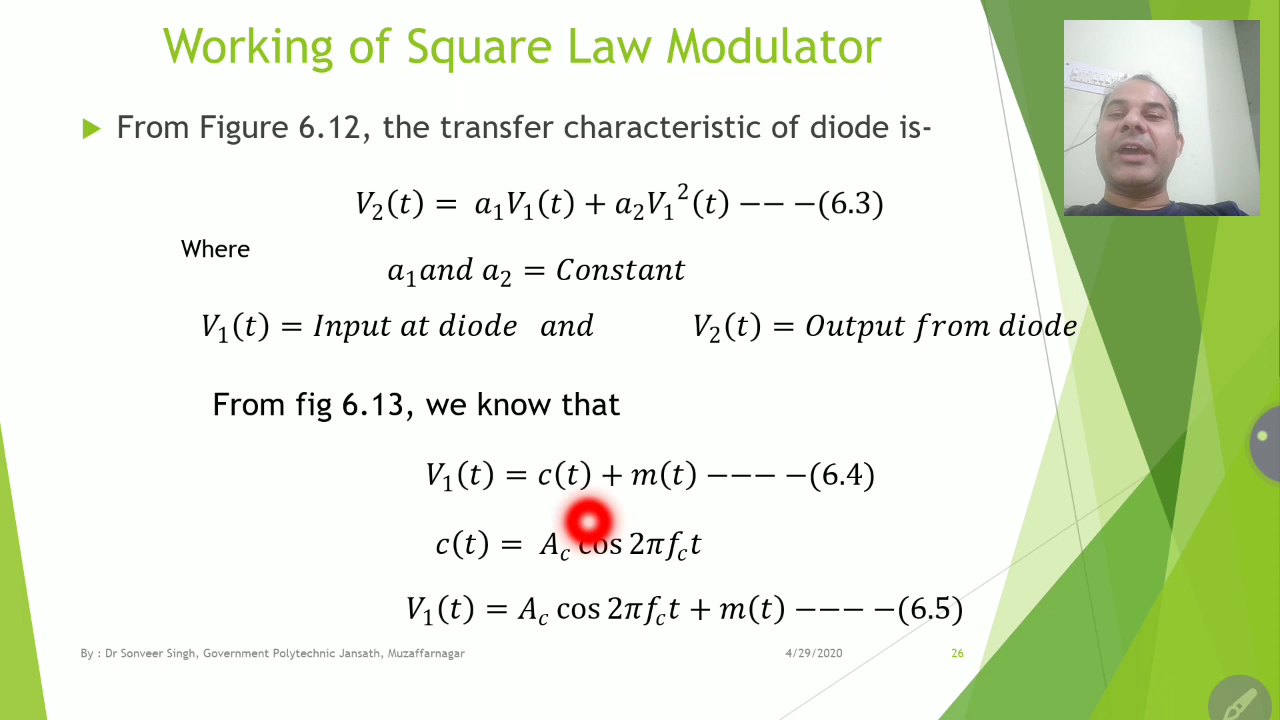 Working of Square Law Modulator
From Figure 6.12, the transfer characteristic of diode is-
V₂(t) = a₁V₁(t) + a₂V₁²(t) −− −(6.3)
Where
a₁and a₂ = Constant
V₁(t) = Input at diode and V₂(t) = Output from diode
From fig 6.13, we know that
V₁(t) = c(t) + m(t) −−− −(6.4)
c(t) = A_c cos 2πf_ct
V₁(t) = A_c cos 2πf_ct + m(t) −−− −(6.5)
By : Dr Sonveer Singh, Government Polytechnic Jansath, Muzaffarnagar 4/29/2020 26